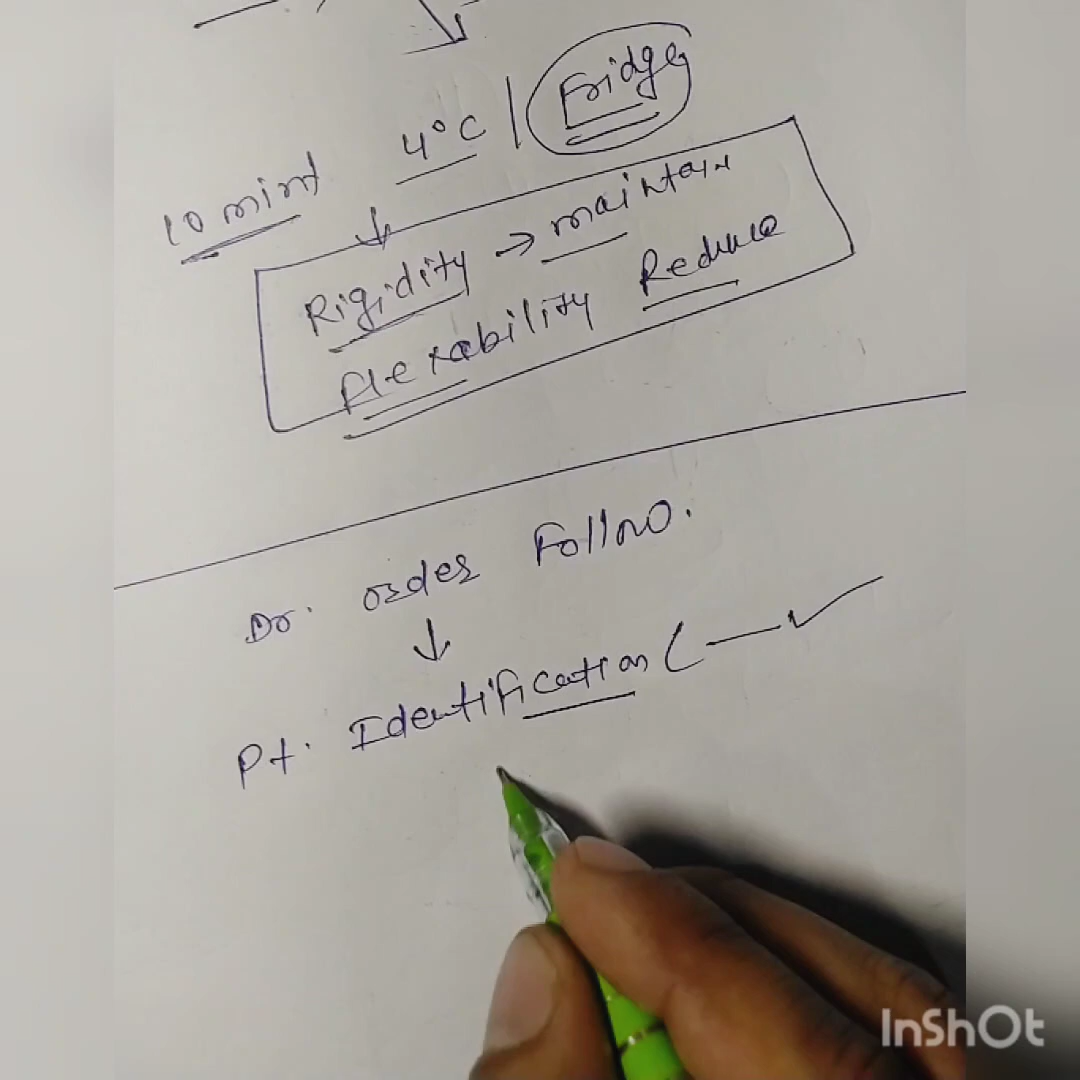 4°C | Fridge
10 mint
Rigidity → maintain
flexability Reduce
Dr. order Follow.
↓
Pt. Identification ( — ✓
InShOt